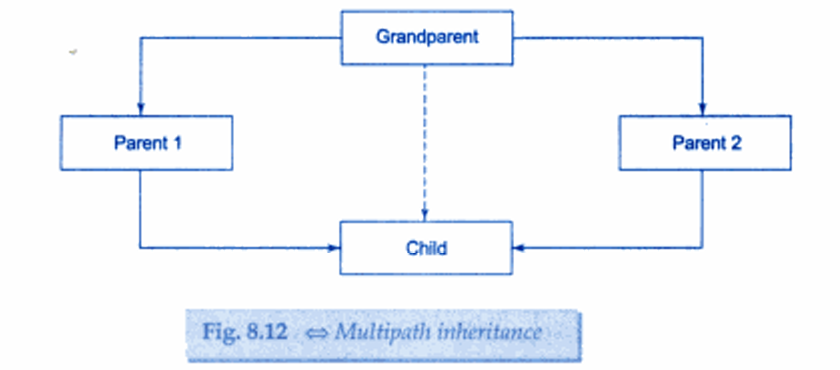 Grandparent
Parent 1
Parent 2
Child
Fig. 8.12 ⇔ Multipath inheritance